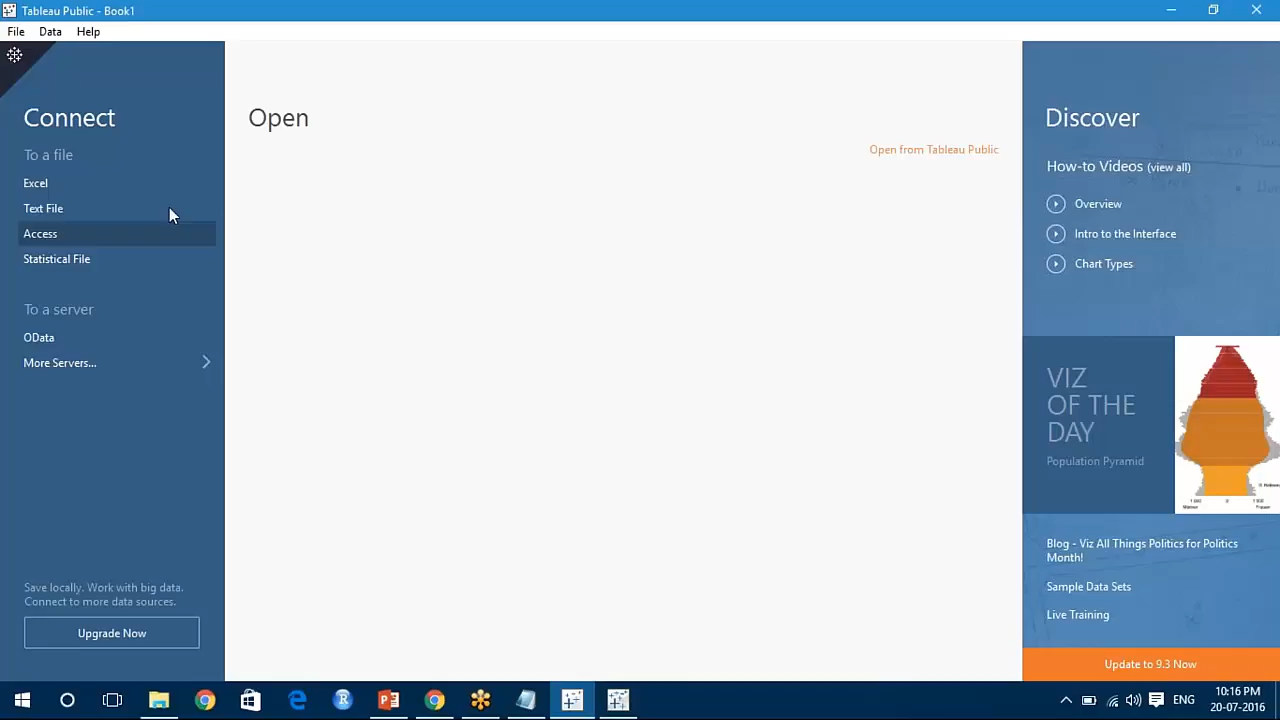 Tableau Public - Book1
File Data Help
Connect
To a file
Excel
Text File
Access
Statistical File
To a server
OData
More Servers...
Save locally. Work with big data.
Connect to more data sources.
Upgrade Now
Open
Open from Tableau Public
Discover
How-to Videos (view all)
Overview
Intro to the Interface
Chart Types
VIZ
OF THE
DAY
Population Pyramid
Blog - Viz All Things Politics for Politics
Month!
Sample Data Sets
Live Training
Update to 9.3 Now
ENG
10:16 PM
20-07-2016